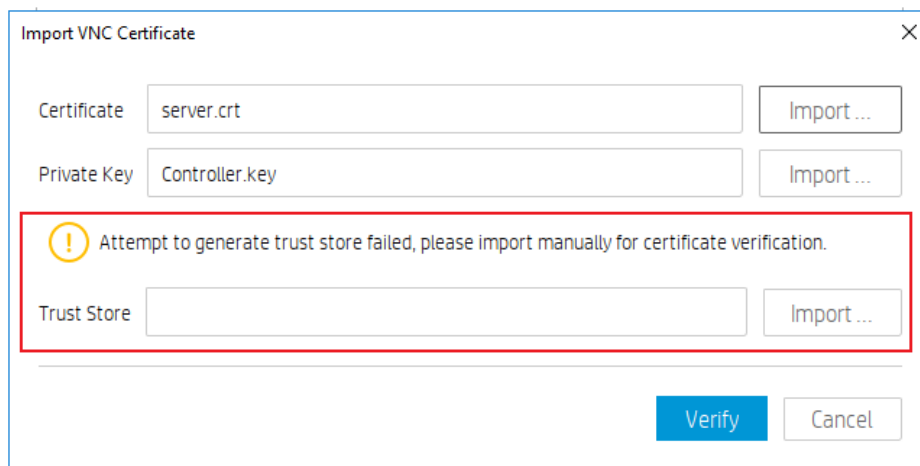 Import VNC Certificate
Certificate server.crt Import ...
Private Key Controller.key Import ...
! Attempt to generate trust store failed, please import manually for certificate verification.
Trust Store Import ...
Verify Cancel